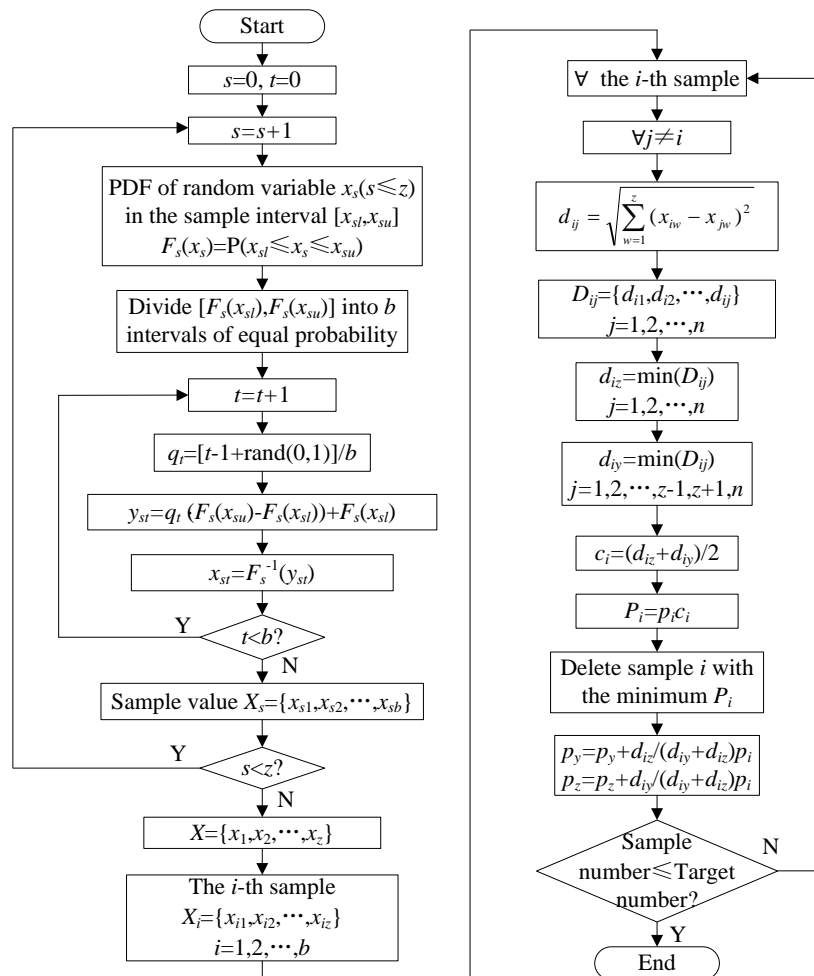 Start
s=0, t=0
s=s+1
PDF of random variable x_s(s≤z)
in the sample interval [x_sl,x_su]
F_s(x_s)=P(x_sl≤x_s≤x_su)
Divide [F_s(x_sl),F_s(x_su)] into b
intervals of equal probability
t=t+1
q_t=[t-1+rand(0,1)]/b
y_st=q_t·(F_s(x_su)-F_s(x_sl))+F_s(x_sl)
x_st=F_s^-1(y_st)
Y
t<b?
N
Sample value X_s={x_s1,x_s2,⋯,x_sb}
Y
s<z?
N
X={x_1,x_2,⋯,x_z}
The i-th sample
X_i={x_i1,x_i2,⋯,x_iz}
i=1,2,⋯,b
∀ the i-th sample
∀j≠i
d_ij = √(∑_{w=1}^{z} (x_iw − x_jw)^2)
D_ij={d_i1,d_i2,⋯,d_ij}
j=1,2,⋯,n
d_iz=min(D_ij)
j=1,2,⋯,n
d_iy=min(D_ij)
j=1,2,⋯,z-1,z+1,n
c_i=(d_iz+d_iy)/2
P_i=p_ic_i
Delete sample i with
the minimum P_i
p_y=p_y+d_iz/(d_iy+d_iz)p_i
p_z=p_z+d_iy/(d_iy+d_iz)p_i
Sample
number≤Target
number?
N
Y
End